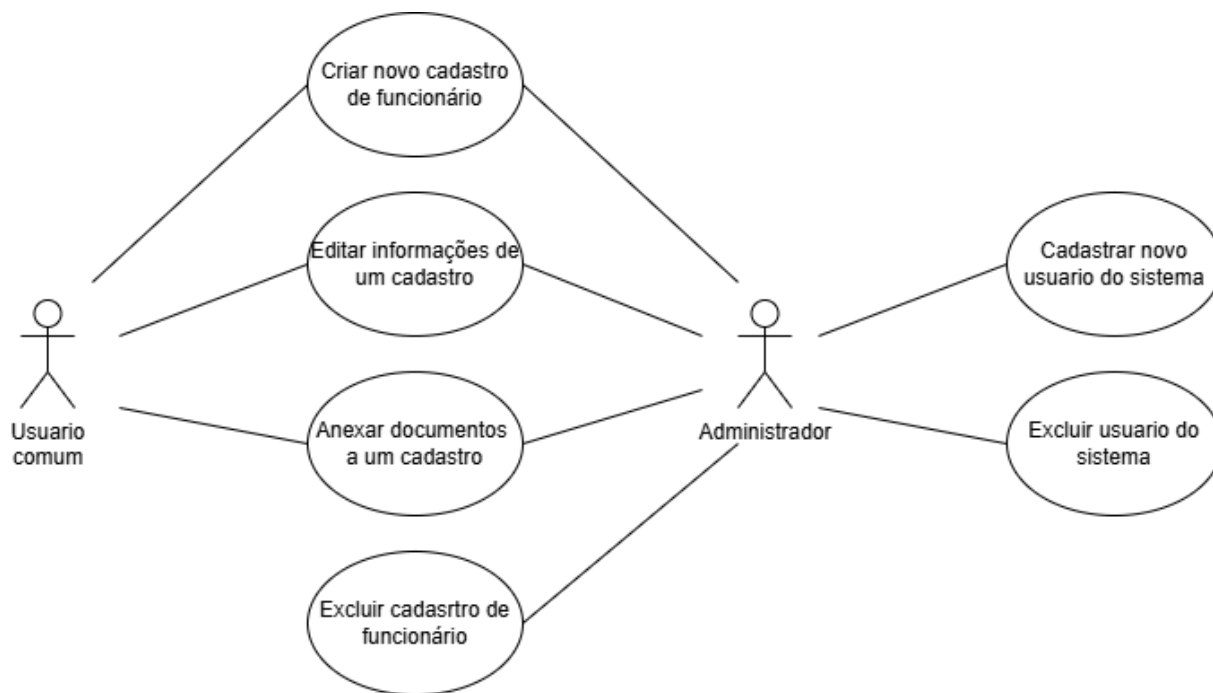 Criar novo cadastro
de funcionário
Editar informações de
um cadastro
Cadastrar novo
usuario do sistema
Usuario
comum
Anexar documentos
a um cadastro
Administrador
Excluir usuario do
sistema
Excluir cadasrtro de
funcionário